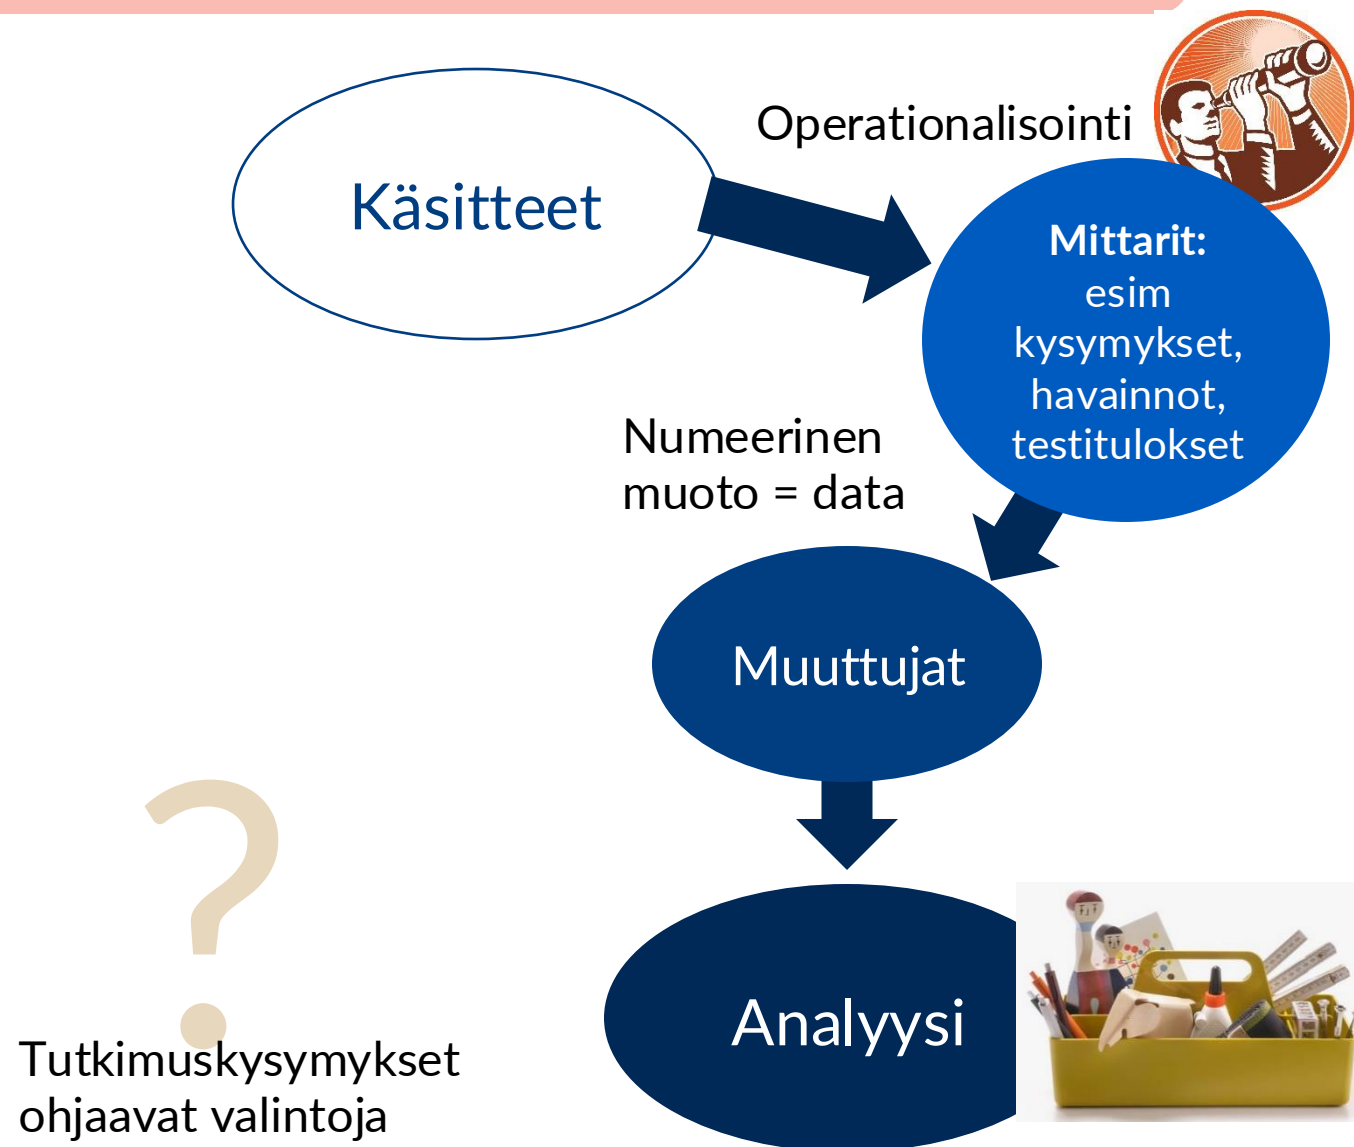 Operationalisointi
Käsitteet
Mittarit:
esim
kysymykset,
havainnot,
testitulokset
Numeerinen
muoto = data
Muuttujat
?
Analyysi
Tutkimuskysymykset
ohjaavat valintoja